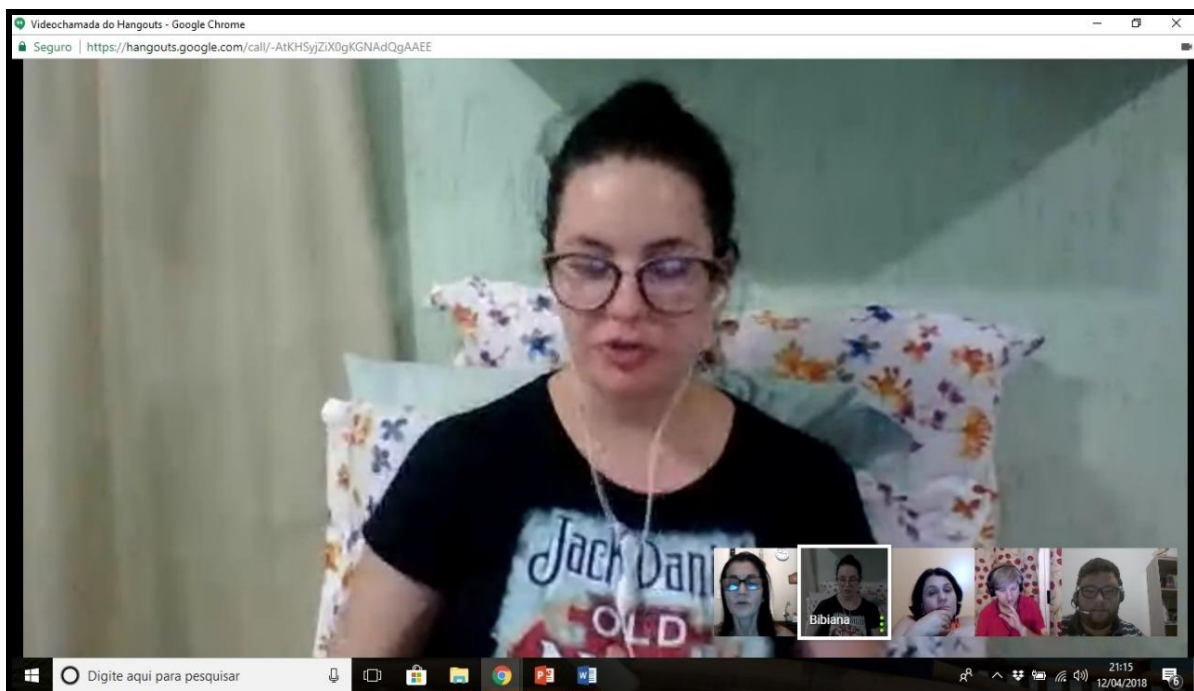 Videochamada do Hangouts - Google Chrome
Seguro | https://hangouts.google.com/call/-AtKHSyjZiX0gKGNAdQgAAEE
Jack Dani
OLD
Bibiana
Digite aqui para pesquisar
21:15
12/04/2018
6